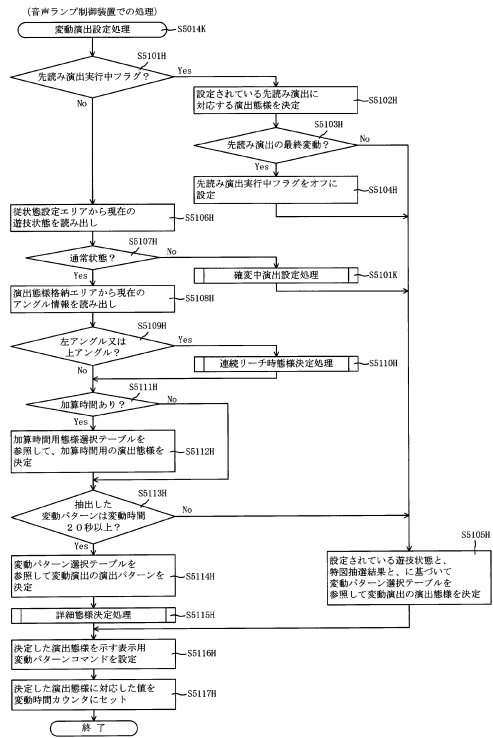 (音声ランプ制御装置での処理)
変動演出設定処理
S5014K
S5101H
先読み演出実行中フラグ?
Yes
No
設定されている先読み演出に
対応する演出態様を決定
S5102H
S5103H
先読み演出の最終変動?
No
Yes
先読み演出実行中フラグをオフに
設定
S5104H
従状態設定エリアから現在の
遊技状態を読み出し
S5106H
S5107H
通常状態?
No
Yes
確変中演出設定処理
S5101K
演出態様格納エリアから現在の
アングル情報を読み出し
S5108H
S5109H
左アングル又は
上アングル?
Yes
No
連続リーチ時態様決定処理
S5110H
S5111H
加算時間あり?
No
Yes
加算時間用態様選択テーブルを
参照して、加算時間用の演出態様を
決定
S5112H
S5113H
抽出した
変動パターンは変動時間
20秒以上?
No
Yes
S5105H
設定されている遊技状態と、
特図抽選結果と、に基づいて
変動パターン選択テーブルを
参照して変動演出の演出態様を決定
変動パターン選択テーブルを
参照して変動演出の演出パターンを
決定
S5114H
詳細態様決定処理
S5115H
決定した演出態様を示す表示用
変動パターンコマンドを設定
S5116H
決定した演出態様に対応した値を
変動時間カウンタにセット
S5117H
終了